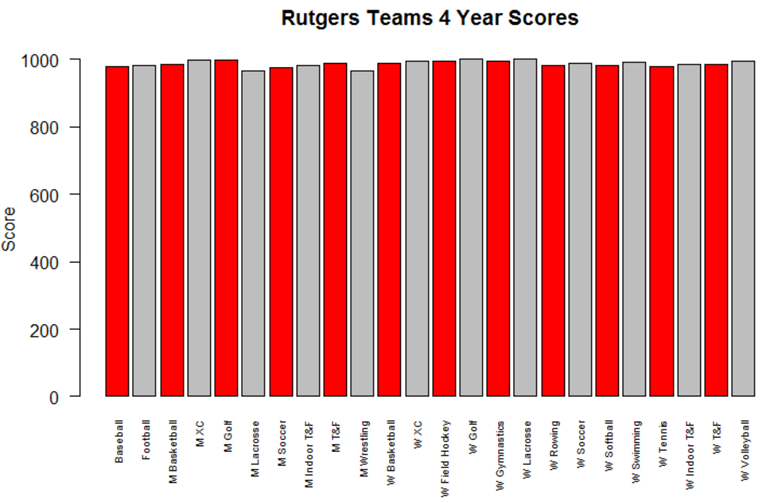 Rutgers Teams 4 Year Scores
Score
1000
800
600
400
200
0
Baseball
Football
M Basketball
M XC
M Golf
M Lacrosse
M Soccer
M Indoor T&F
M T&F
M Wrestling
W Basketball
W XC
W Field Hockey
W Golf
W Gymnastics
W Lacrosse
W Rowing
W Soccer
W Softball
W Swimming
W Tennis
W Indoor T&F
W T&F
W Volleyball